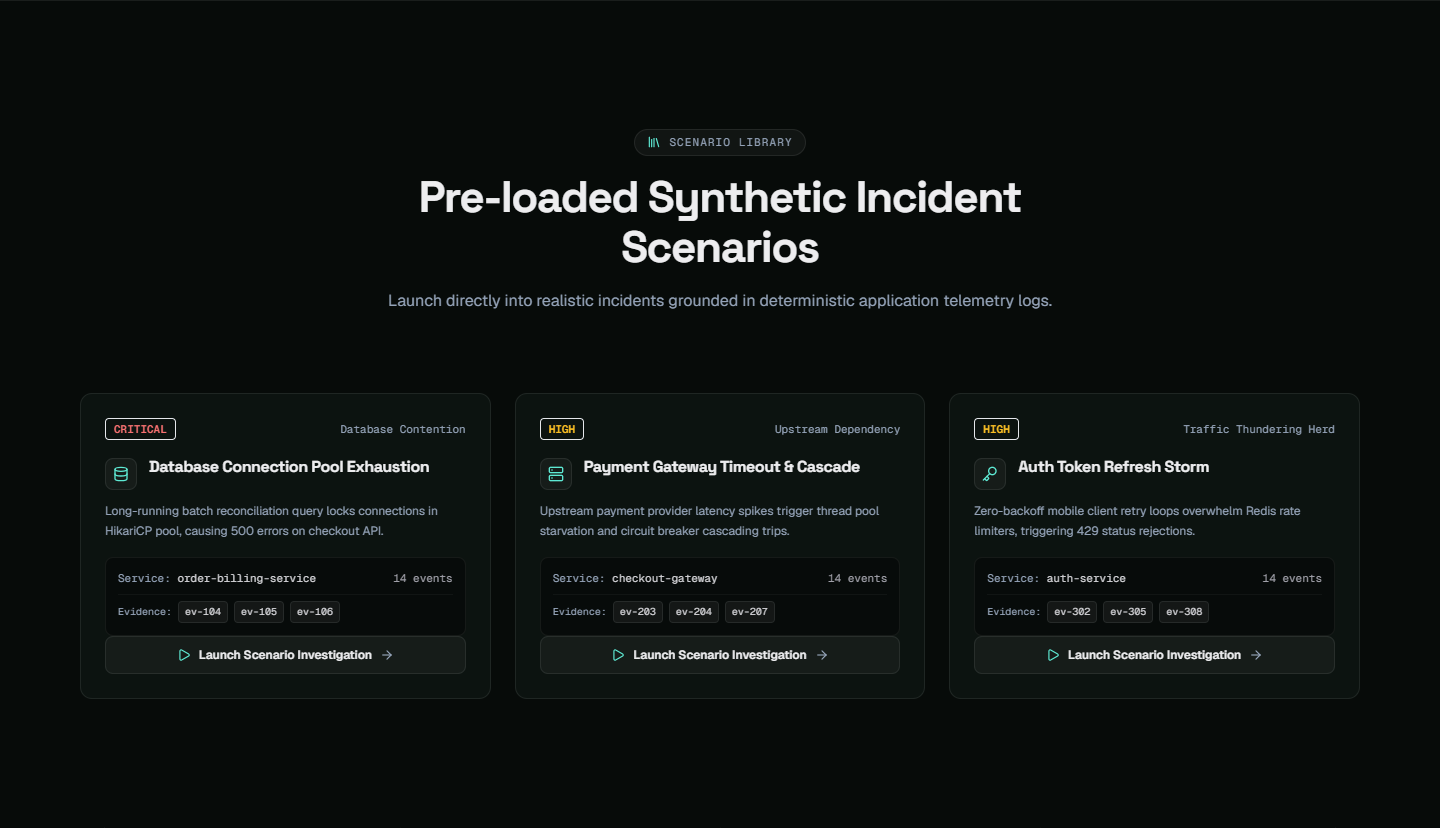 SCENARIO LIBRARY
Pre-loaded Synthetic Incident
Scenarios
Launch directly into realistic incidents grounded in deterministic application telemetry logs.
CRITICAL
Database Contention
Database Connection Pool Exhaustion
Long-running batch reconciliation query locks connections in
HikariCP pool, causing 500 errors on checkout API.
Service: order-billing-service
14 events
Evidence: ev-104 ev-105 ev-106
Launch Scenario Investigation →
HIGH
Upstream Dependency
Payment Gateway Timeout & Cascade
Upstream payment provider latency spikes trigger thread pool
starvation and circuit breaker cascading trips.
Service: checkout-gateway
14 events
Evidence: ev-203 ev-204 ev-207
Launch Scenario Investigation →
HIGH
Traffic Thundering Herd
Auth Token Refresh Storm
Zero-backoff mobile client retry loops overwhelm Redis rate
limiters, triggering 429 status rejections.
Service: auth-service
14 events
Evidence: ev-302 ev-305 ev-308
Launch Scenario Investigation →